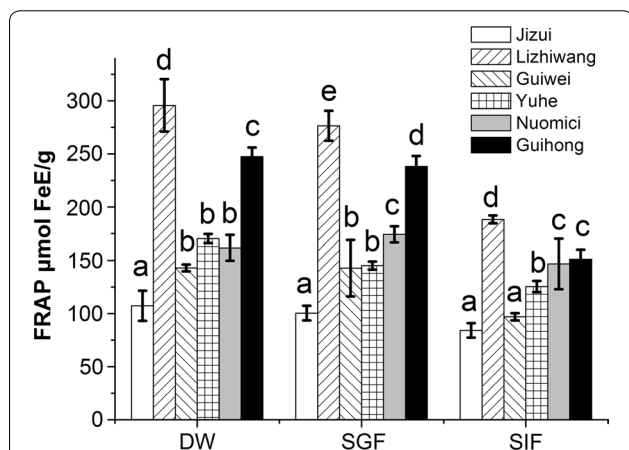 Jizui
Lizhiwang
Guiwei
Yuhe
Nuomici
Guihong
FRAP µmol FeE/g
300
250
200
150
100
50
0
a d b b b c
a e b b c d
a d a b c c
DW SGF SIF